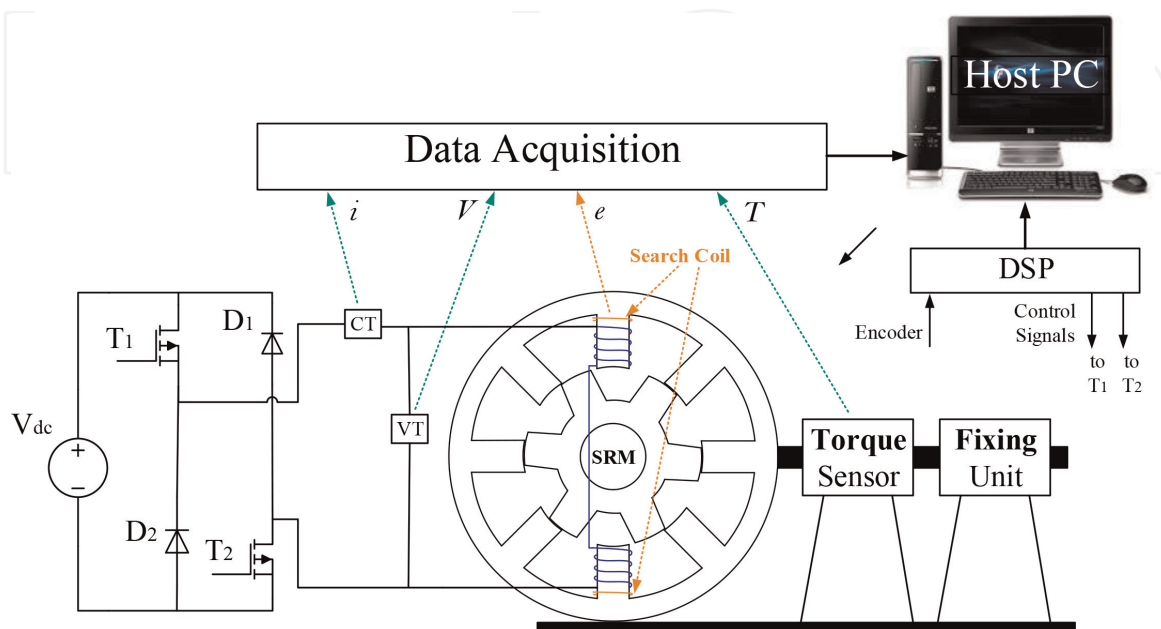 Host PC
Data Acquisition
i
V
e
T
Search Coil
DSP
Encoder
Control
Signals
to
T1
to
T2
CT
D1
T1
Vdc
VT
SRM
Torque
Sensor
Fixing
Unit
D2
T2